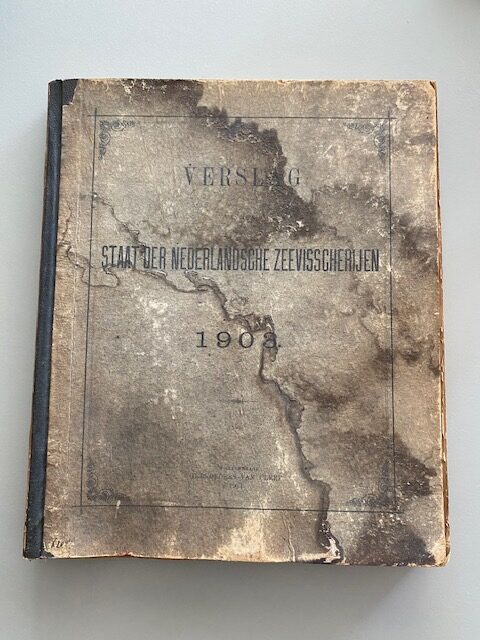 VERSLAG
STAAT DER NEDERLANDSCHE ZEEVISSCHERIJEN
1903.